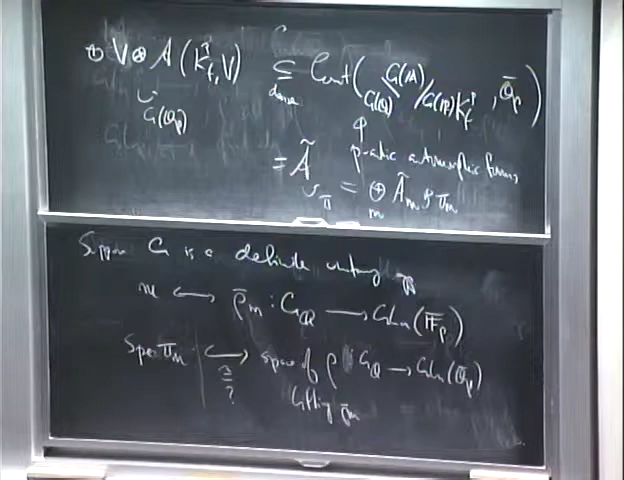 ⊕ V ⊗ A(K_f^p, V) ⊆ Cont(G(Q)\G(A)/G(R)K_f^p, Q̄_p)
G(Q_p) dense
p-adic automorphic forms
= Ã = ⊕ Ã_m ↺ 𝕋_m
𝕋 m
Suppose G is a definite unitary gp
m ⟷ ρ̄_m : G_Q ⟶ GL_n(F̄_p)
Spec 𝕋_m ⟷ space of ρ : G_Q → GL_n(Q̄_p)
≅ ? lifting ρ̄_m